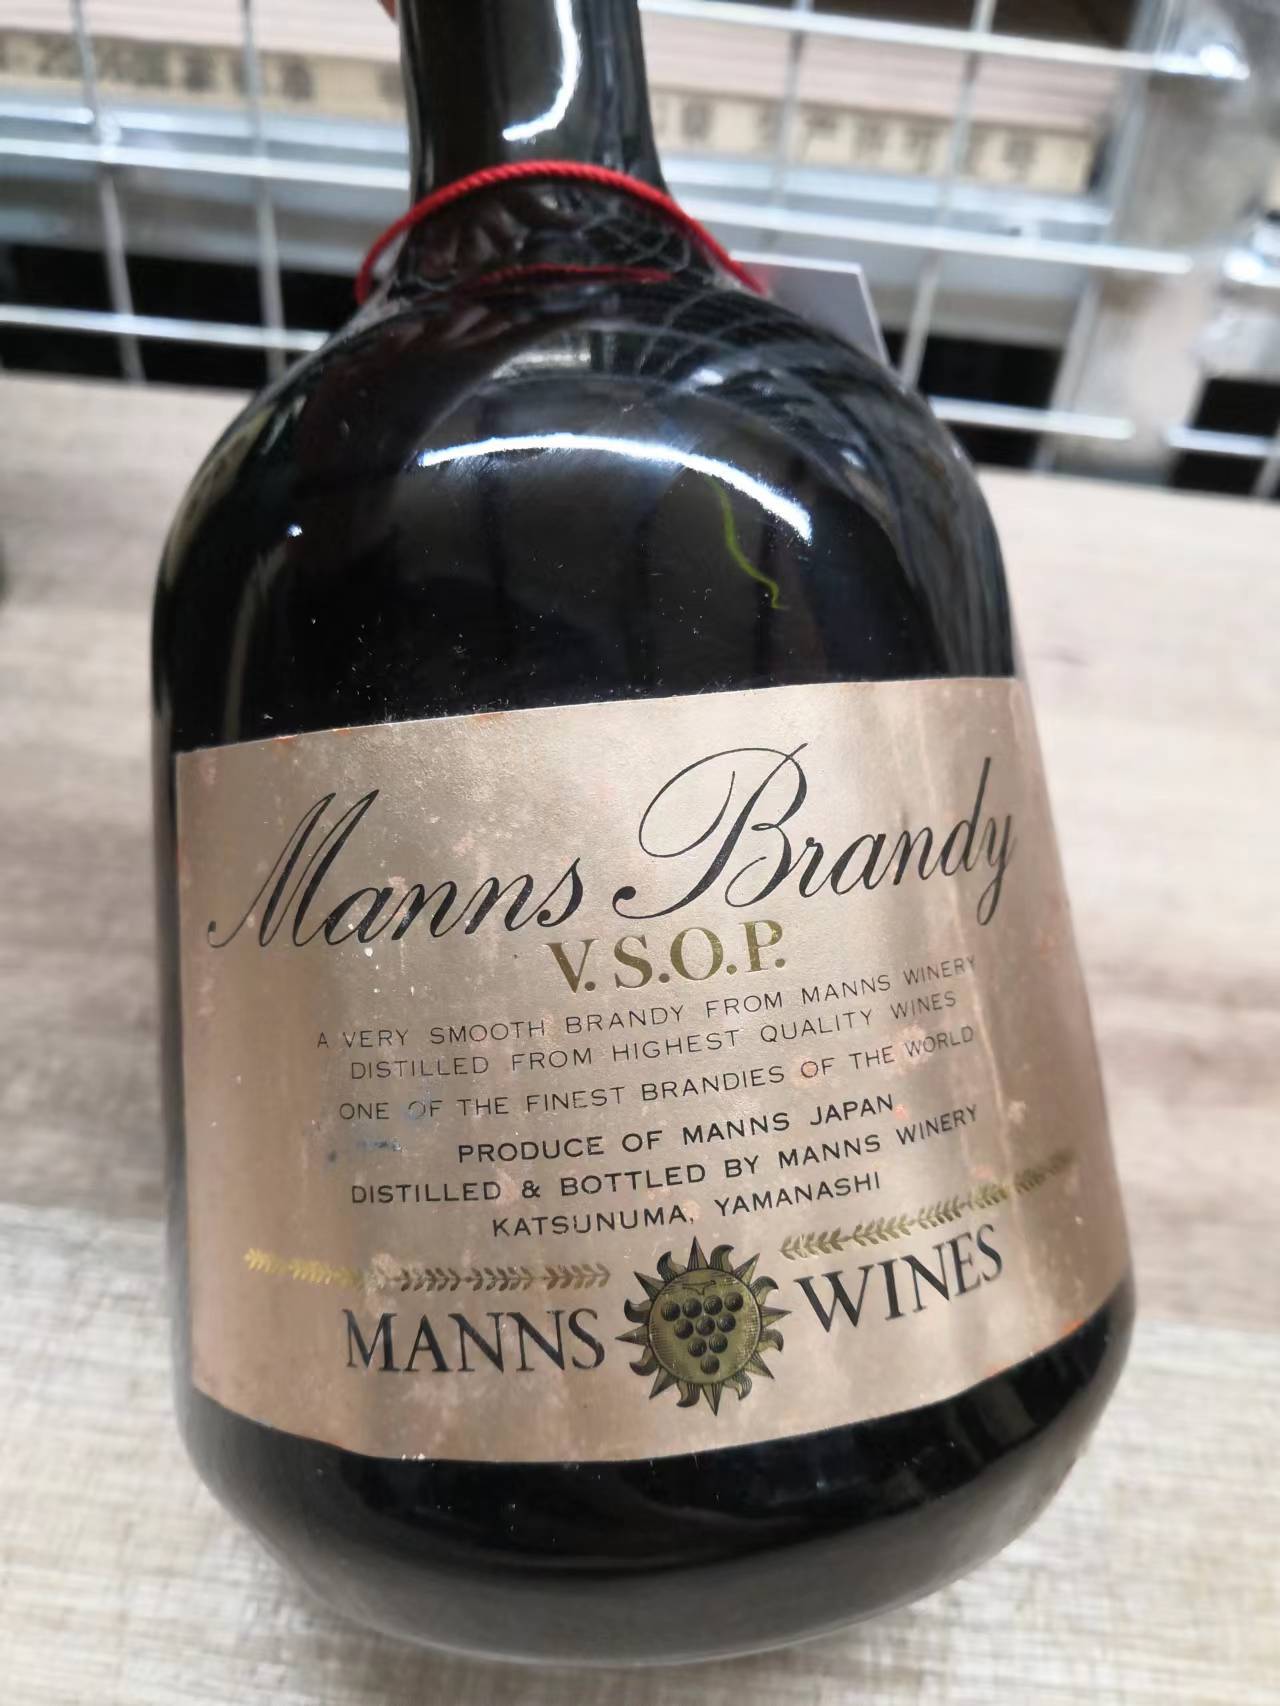 Manns Brandy
V.S.O.P.
A VERY SMOOTH BRANDY FROM MANNS WINERY
DISTILLED FROM HIGHEST QUALITY WINES
ONE OF THE FINEST BRANDIES OF THE WORLD
PRODUCE OF MANNS JAPAN
DISTILLED & BOTTLED BY MANNS WINERY
KATSUNUMA, YAMANASHI
MANNS WINES